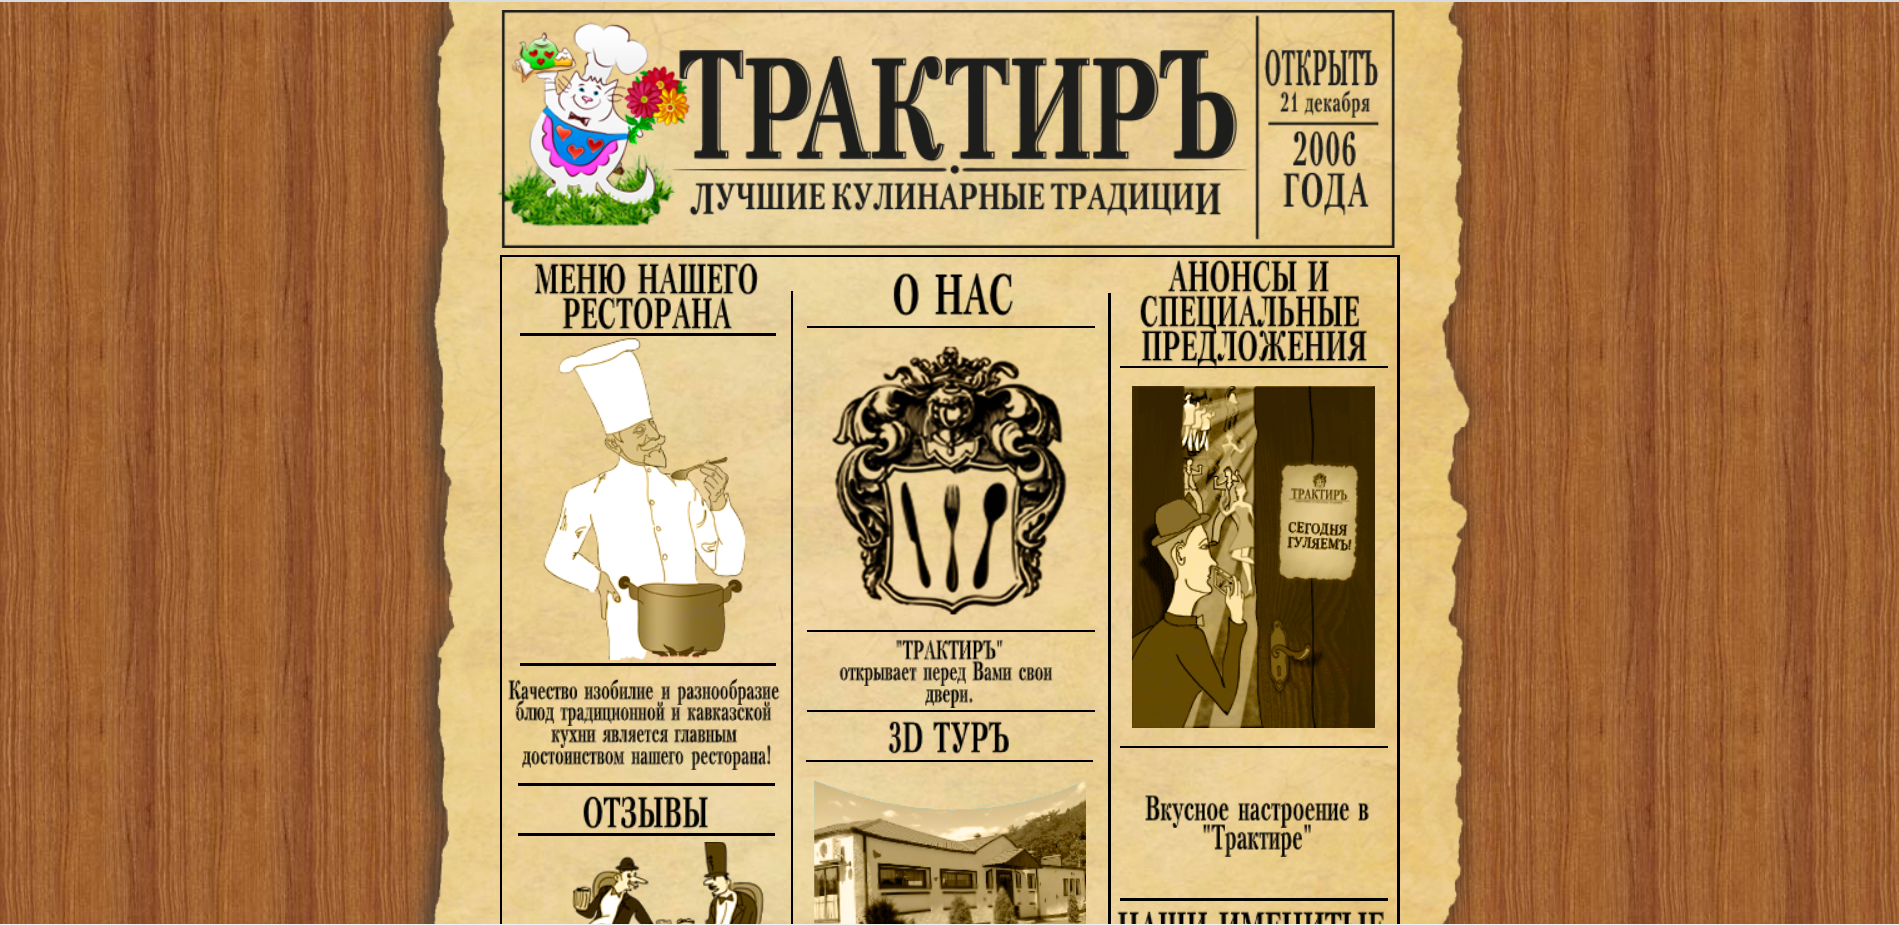 ТРАКТИРЪ
ЛУЧШИЕ КУЛИНАРНЫЕ ТРАДИЦИИ
ОТКРЫТЪ
21 декабря
2006
ГОДА
МЕНЮ НАШЕГО
РЕСТОРАНА
Качество изобилие и разнообразие
блюд традиционной и кавказской
кухни является главным
достоинством нашего ресторана!
ОТЗЫВЫ
О НАС
"ТРАКТИРЪ"
открывает перед Вами свои
двери.
3D ТУРЪ
АНОНСЫ И
СПЕЦИАЛЬНЫЕ
ПРЕДЛОЖЕНИЯ
ТРАКТИРЪ
СЕГОДНЯ
ГУЛЯЕМЪ!
Вкусное настроение в
"Трактире"
НАШИ ИМЕНИТЫЕ